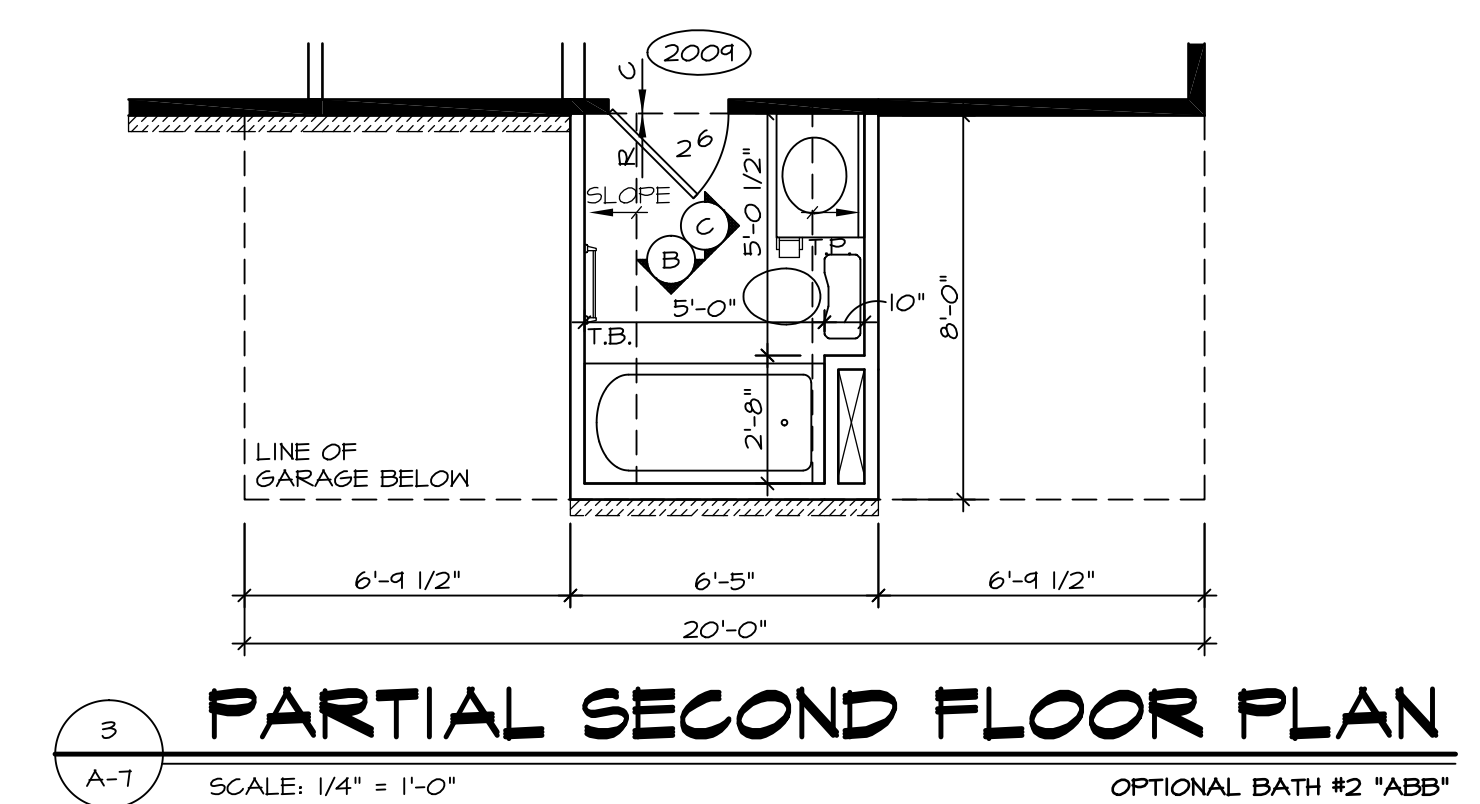 2009
C
R
2⁶
SLOPE
C
B
5'-0 1/2"
T.P.
5'-0"
10"
8'-0"
T.B.
2'-8"
LINE OF
GARAGE BELOW
6'-9 1/2"
6'-5"
6'-9 1/2"
20'-0"
3
A-7
PARTIAL SECOND FLOOR PLAN
SCALE: 1/4" = 1'-0"
OPTIONAL BATH #2 "ABB"